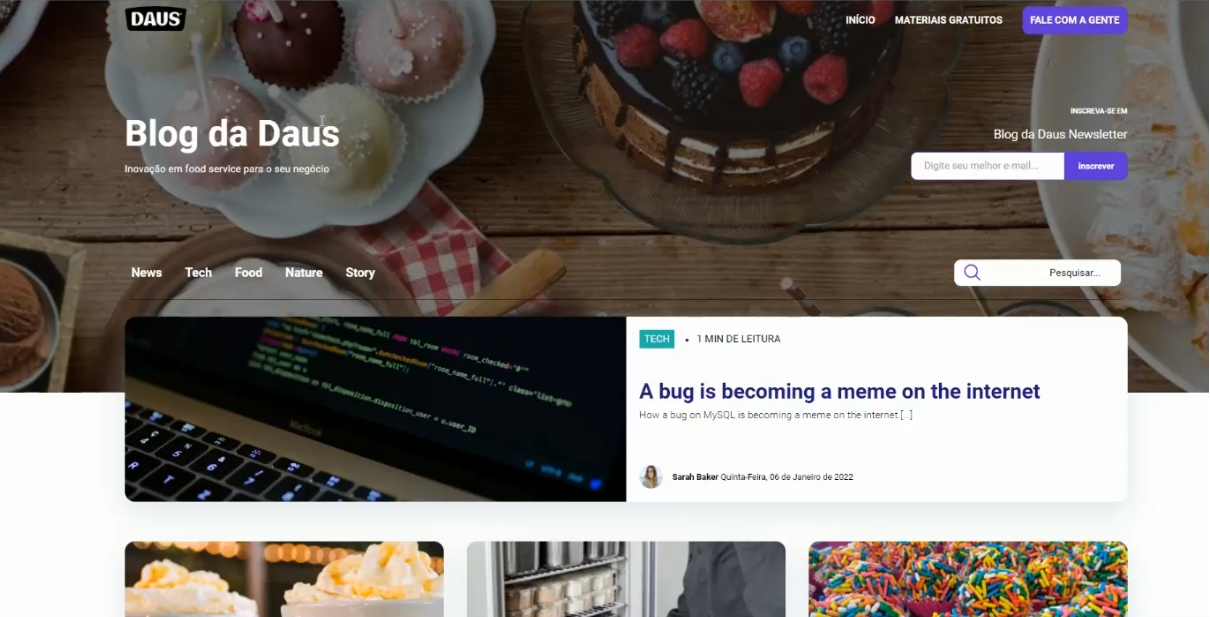 DAUS
INÍCIO
MATERIAIS GRATUITOS
FALE COM A GENTE
Blog da Daus
Inovação em food service para o seu negócio
INSCREVA-SE EM
Blog da Daus Newsletter
Digite seu melhor e-mail...
inscrever
News
Tech
Food
Nature
Story
Pesquisar...
TECH • 1 MIN DE LEITURA
A bug is becoming a meme on the internet
How a bug on MySQL is becoming a meme on the internet [...]
Sarah Baker Quinta-Feira, 06 de Janeiro de 2022
MacBook